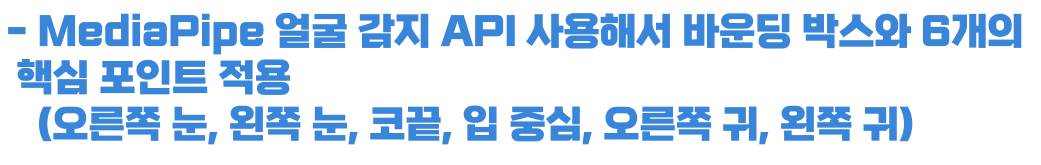 - MediaPipe 얼굴 감지 API 사용해서 바운딩 박스와 6개의
핵심 포인트 적용
(오른쪽 눈, 왼쪽 눈, 코끝, 입 중심, 오른쪽 귀, 왼쪽 귀)